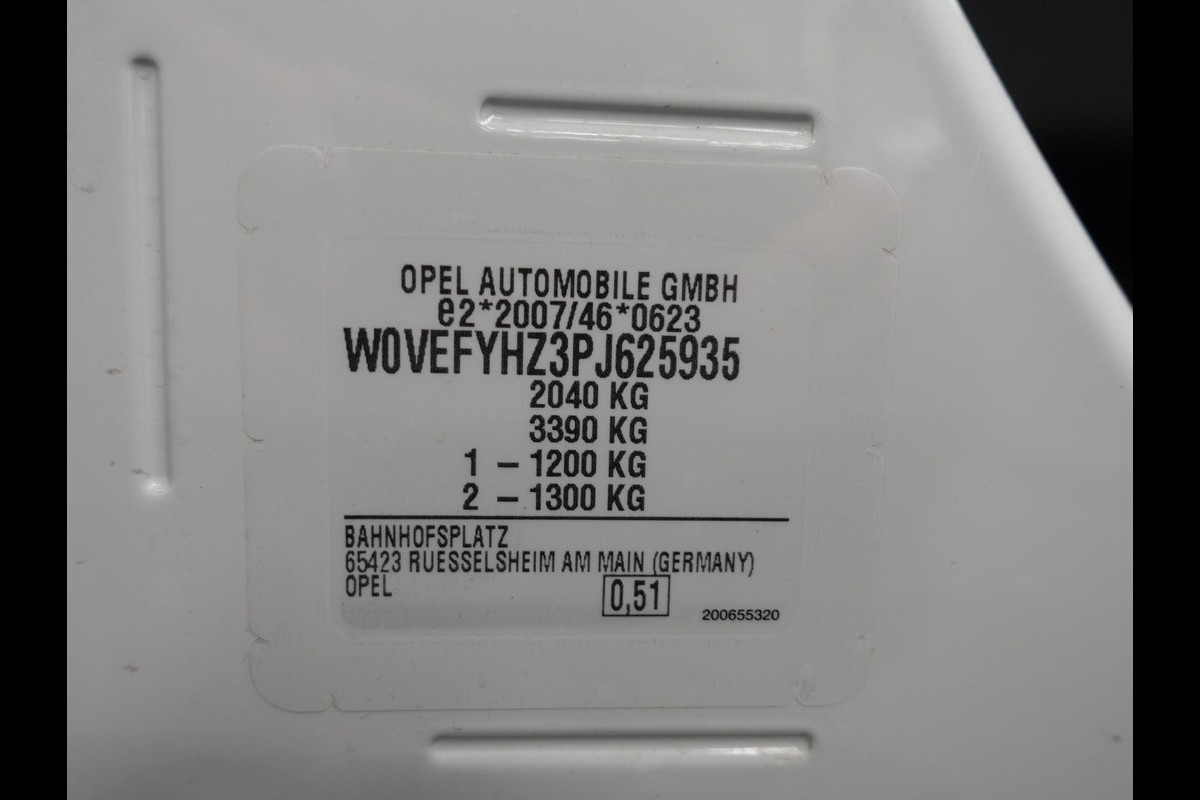 OPEL AUTOMOBILE GMBH
e2*2007/46*0623
W0VEFYHZ3PJ625935
2040 KG
3390 KG
1 – 1200 KG
2 – 1300 KG
BAHNHOFSPLATZ
65423 RUESSELSHEIM AM MAIN (GERMANY)
OPEL
0,51
200655320